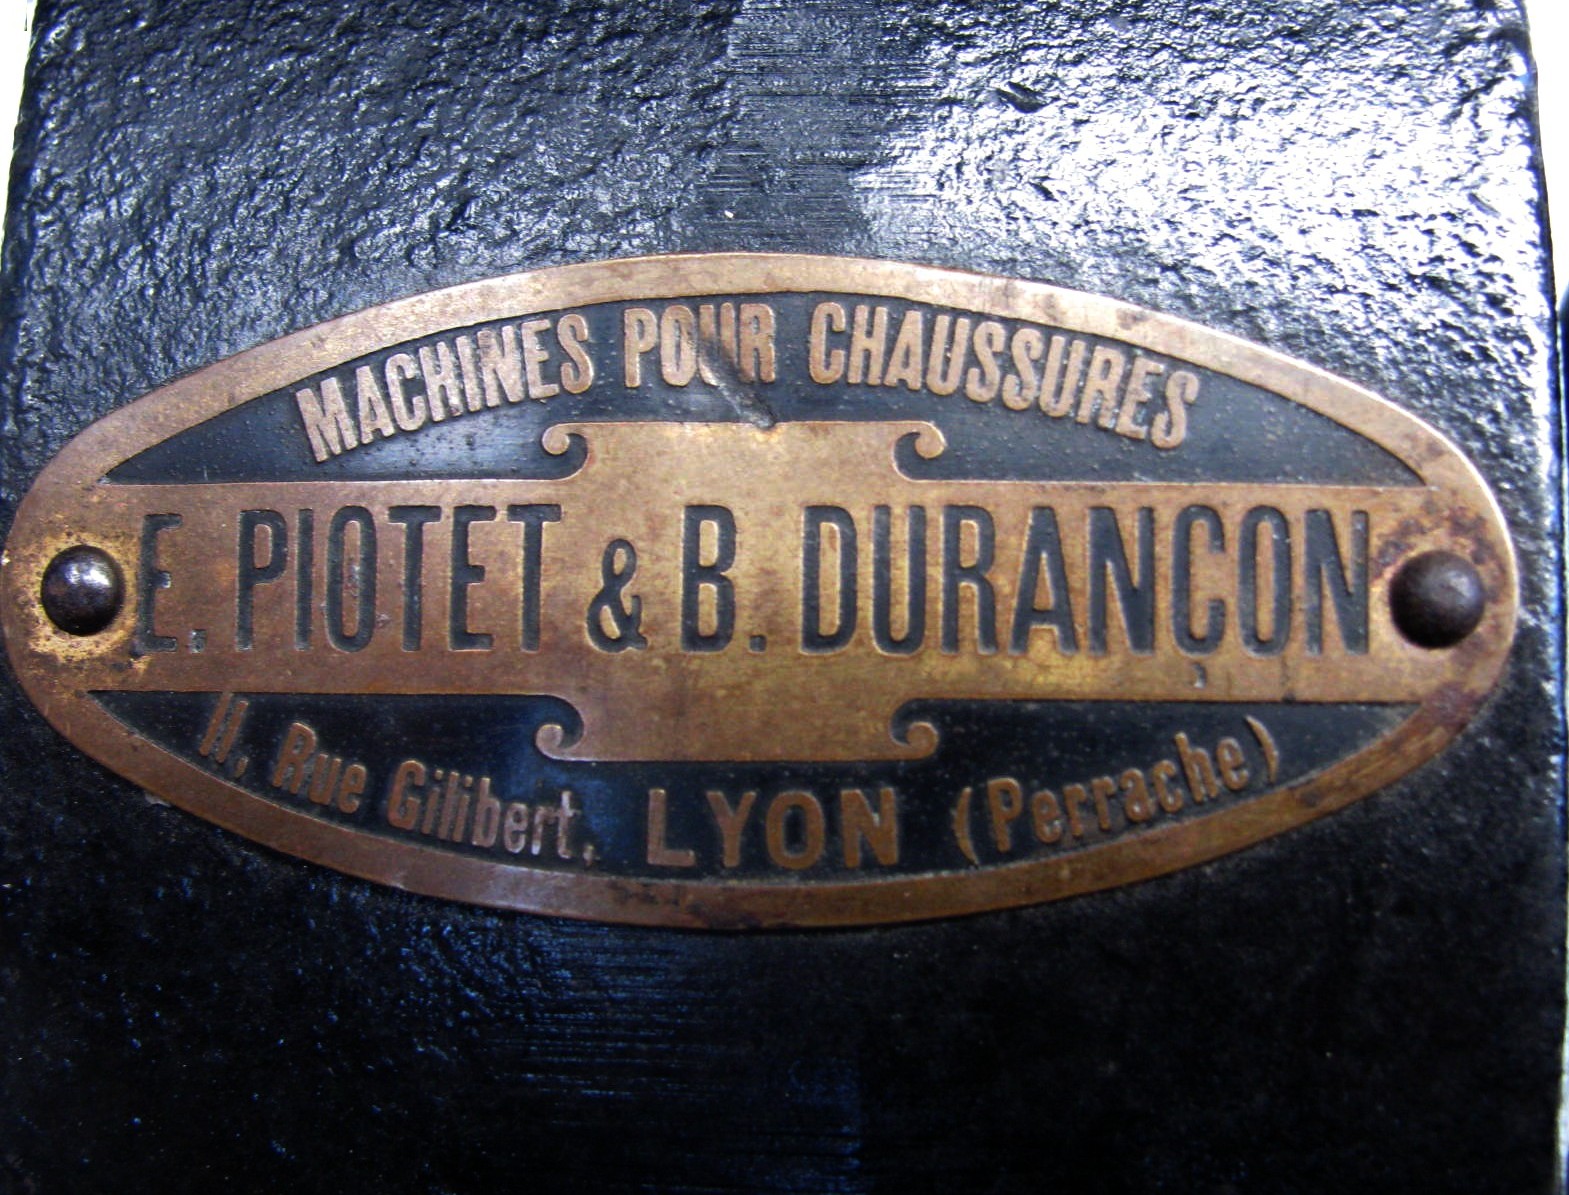 MACHINES POUR CHAUSSURES
E. PIOTET & B. DURANÇON
11, Rue Gilibert, LYON (Perrache)